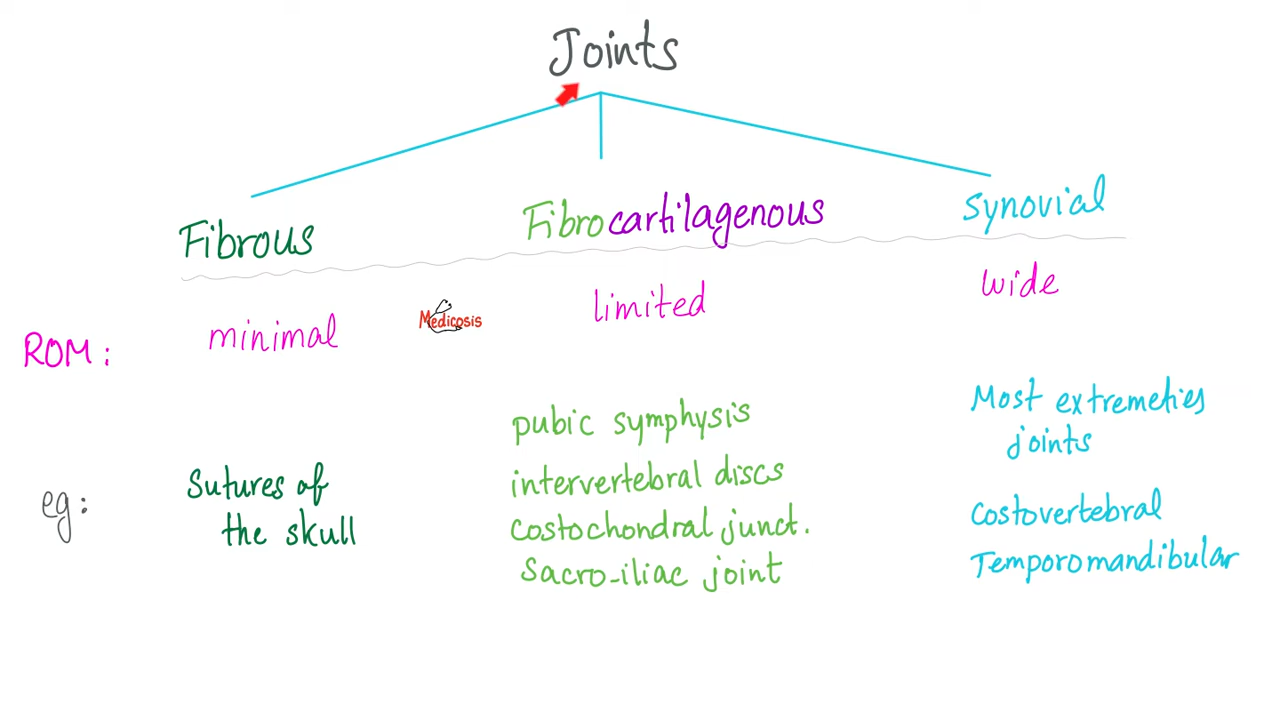 Joints
Fibrous
Fibrocartilagenous
Synovial
ROM:
minimal
Medicosis
limited
wide
eg:
Sutures of
the skull
pubic symphysis
intervertebral discs
costochondral junct.
Sacro-iliac joint
Most extremeties
joints
Costovertebral
Temporomandibular